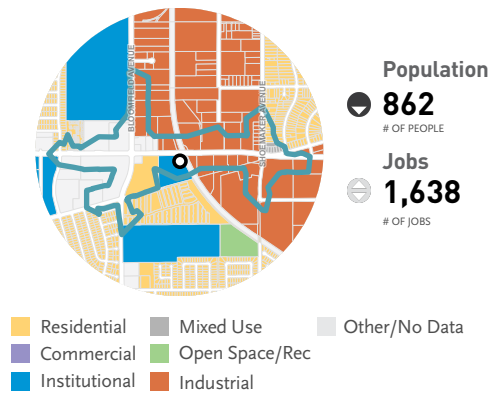 BLOOMFIELD AVENUE
SHOEMAKER AVENUE
Population
862
# OF PEOPLE
Jobs
1,638
# OF JOBS
Residential
Commercial
Institutional
Mixed Use
Open Space/Rec
Industrial
Other/No Data